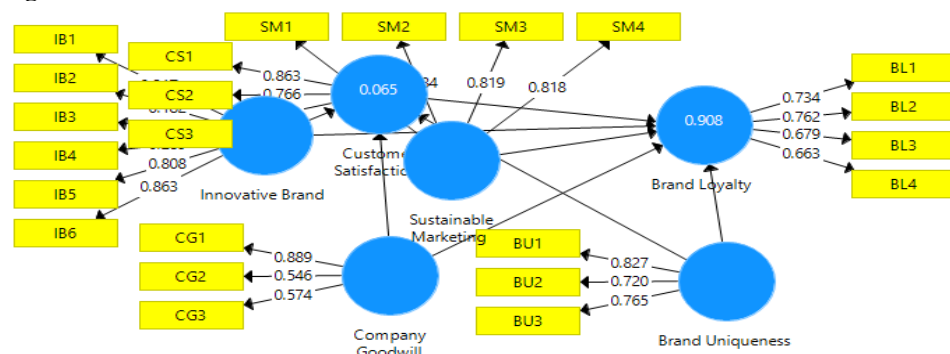 SM1
SM2
SM3
SM4
IB1
CS1
IB2
CS2
IB3
CS3
IB4
IB5
IB6
0.863
0.766
0.065
0.819
0.818
0.808
0.863
Innovative Brand
Customer
Satisfaction
Sustainable
Marketing
0.908
Brand Loyalty
0.734
0.762
0.679
0.663
BL1
BL2
BL3
BL4
CG1
CG2
CG3
0.889
0.546
0.574
Company
Goodwill
BU1
BU2
BU3
0.827
0.720
0.765
Brand Uniqueness